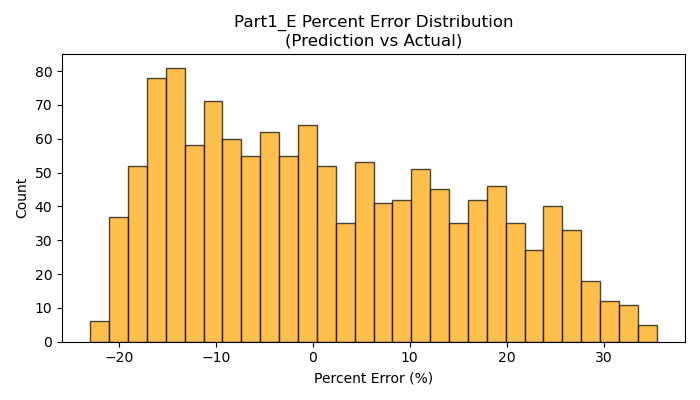 Part1_E Percent Error Distribution
(Prediction vs Actual)
80
70
60
50
40
30
20
10
0
Count
−20 −10 0 10 20 30
Percent Error (%)